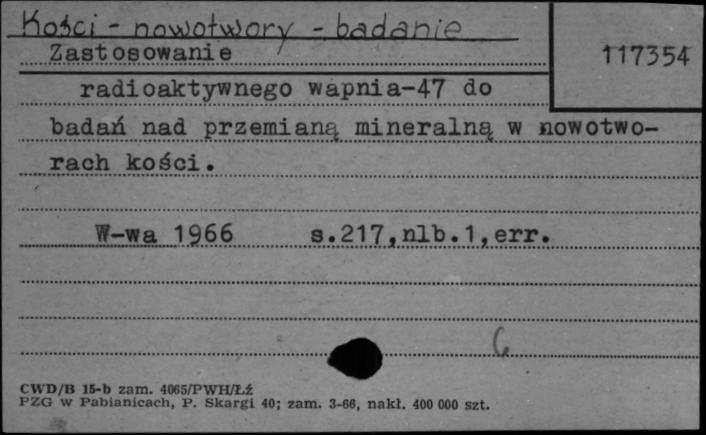 Kości - nowotwory - badanie
Zastosowanie
117354
radioaktywnego wapnia-47 do
badań nad przemianą mineralną w nowotwo-
rach kości.
W-wa 1966 s.217,nlb.1,err.
6
CWD/B 15-b zam. 4065/PWH/Łź
PZG w Pabianicach, P. Skargi 40; zam. 3-66, nakł. 400 000 szt.